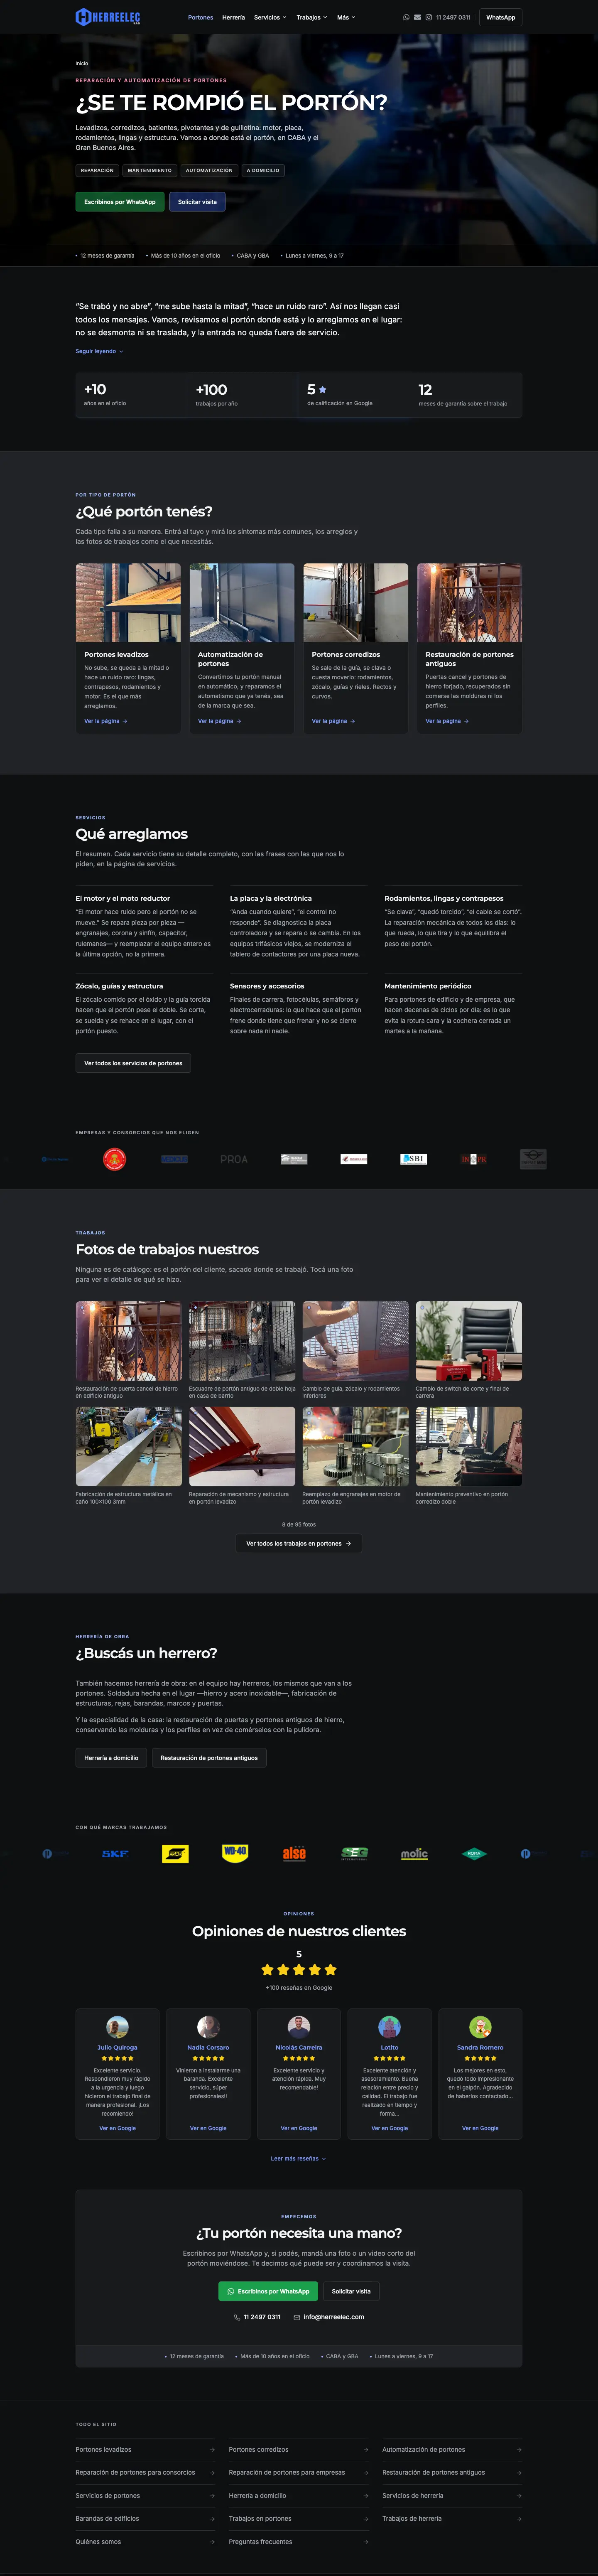 HERREELEC
Portones
Herrería
Servicios
Trabajos
Más
11 2497 0311
WhatsApp
Inicio
REPARACIÓN Y AUTOMATIZACIÓN DE PORTONES
¿SE TE ROMPIÓ EL PORTÓN?
Levadizos, corredizos, batientes, pivotantes y de guillotina: motor, placa,
rodamientos, lingas y estructura. Vamos a donde está el portón, en CABA y el
Gran Buenos Aires.
REPARACIÓN
MANTENIMIENTO
AUTOMATIZACIÓN
A DOMICILIO
Escribinos por WhatsApp
Solicitar visita
• 12 meses de garantía
• Más de 10 años en el oficio
• CABA y GBA
• Lunes a viernes, 9 a 17
“Se trabó y no abre”, “me sube hasta la mitad”, “hace un ruido raro”. Así nos llegan casi
todos los mensajes. Vamos, revisamos el portón donde está y lo arreglamos en el lugar:
no se desmonta ni se traslada, y la entrada no queda fuera de servicio.
Seguir leyendo
+10
años en el oficio
+100
trabajos por año
5
de calificación en Google
12
meses de garantía sobre el trabajo
POR TIPO DE PORTÓN
¿Qué portón tenés?
Cada tipo falla a su manera. Entrá al tuyo y mirá los síntomas más comunes, los arreglos y
las fotos de trabajos como el que necesitás.
Portones levadizos
No sube, se queda a la mitad o
hace un ruido raro: lingas,
contrapesos, rodamientos y
motor. Es el que más
arreglamos.
Ver la página →
Automatización de
portones
Convertimos tu portón manual
en automático, y reparamos el
automatismo que ya tenés, sea
de la marca que sea.
Ver la página →
Portones corredizos
Se sale de la guía, se clava o
cuesta moverlo: rodamientos,
zócalo, guías y rieles. Rectos y
curvos.
Ver la página →
Restauración de portones
antiguos
Puertas cancel y portones de
hierro forjado, recuperados sin
comerse las molduras ni los
perfiles.
Ver la página →
SERVICIOS
Qué arreglamos
El resumen. Cada servicio tiene su detalle completo, con las frases con las que nos lo
piden, en la página de servicios.
El motor y el moto reductor
“El motor hace ruido pero el portón no se
mueve.” Se repara pieza por pieza —
engranajes, corona y sinfín, capacitor,
rulemanes— y reemplazar el equipo entero es
la última opción, no la primera.
La placa y la electrónica
“Anda cuando quiere”, “el control no
responde”. Se diagnostica la placa
controladora y se repara o se cambia. En los
equipos trifásicos viejos, se moderniza el
tablero de contactores por una placa nueva.
Rodamientos, lingas y contrapesos
“Se clava”, “quedó torcido”, “el cable se cortó”.
La reparación mecánica de todos los días: lo
que rueda, lo que tira y lo que equilibra el
peso del portón.
Zócalo, guías y estructura
El zócalo comido por el óxido y la guía torcida
hacen que el portón pese el doble. Se corta,
se suelda y se rehace en el lugar, con el
portón puesto.
Sensores y accesorios
Finales de carrera, fotocélulas, semáforos y
electrocerraduras: lo que hace que el portón
frene donde tiene que frenar y no se cierre
sobre nada ni nadie.
Mantenimiento periódico
Para portones de edificio y de empresa, que
hacen decenas de ciclos por día: es lo que
evita la rotura cara y la cochera cerrada un
martes a la mañana.
Ver todos los servicios de portones
EMPRESAS Y CONSORCIOS QUE NOS ELIGEN
PROA
SBI
TRABAJOS
Fotos de trabajos nuestros
Ninguna es de catálogo: es el portón del cliente, sacado donde se trabajó. Tocá una foto
para ver el detalle de qué se hizo.
Restauración de puerta cancel de hierro
en edificio antiguo
Escuadre de portón antiguo de doble hoja
en casa de barrio
Cambio de guía, zócalo y rodamientos
inferiores
Cambio de switch de corte y final de
carrera
Fabricación de estructura metálica en
caño 100x100 3mm
Reparación de mecanismo y estructura
en portón levadizo
Reemplazo de engranajes en motor de
portón levadizo
Mantenimiento preventivo en portón
corredizo doble
8 de 95 fotos
Ver todos los trabajos en portones →
HERRERÍA DE OBRA
¿Buscás un herrero?
También hacemos herrería de obra: en el equipo hay herreros, los mismos que van a los
portones. Soldadura hecha en el lugar —hierro y acero inoxidable—, fabricación de
estructuras, rejas, barandas, marcos y puertas.
Y la especialidad de la casa: la restauración de puertas y portones antiguos de hierro,
conservando las molduras y los perfiles en vez de comérselos con la pulidora.
Herrería a domicilio
Restauración de portones antiguos
CON QUÉ MARCAS TRABAJAMOS
SKF
ESAB
WD-40
alse
SEG
motic
OPINIONES
Opiniones de nuestros clientes
5
+100 reseñas en Google
Julio Quiroga
Excelente servicio.
Respondieron muy rápido
a la urgencia y luego
hicieron el trabajo final de
manera profesional. ¡Los
recomiendo!
Ver en Google
Nadia Corsaro
Vinieron a instalarme una
baranda. Excelente
servicio, súper
profesionales!!
Ver en Google
Nicolás Carreira
Excelente servicio y
atención rápida. Muy
recomendable!
Ver en Google
Lotito
Excelente atención y
asesoramiento. Buena
relación entre precio y
calidad. El trabajo fue
realizado en tiempo y
forma…
Ver en Google
Sandra Romero
Los mejores en esto,
quedó todo impresionante
en el galpón. Agradecido
de haberlos contactado…
Ver en Google
Leer más reseñas
EMPECEMOS
¿Tu portón necesita una mano?
Escribinos por WhatsApp y, si podés, mandá una foto o un video corto del
portón moviéndose. Te decimos qué puede ser y coordinamos la visita.
Escribinos por WhatsApp
Solicitar visita
11 2497 0311
info@herreelec.com
• 12 meses de garantía
• Más de 10 años en el oficio
• CABA y GBA
• Lunes a viernes, 9 a 17
TODO EL SITIO
Portones levadizos →
Portones corredizos →
Automatización de portones →
Reparación de portones para consorcios →
Reparación de portones para empresas →
Restauración de portones antiguos →
Servicios de portones →
Herrería a domicilio →
Servicios de herrería →
Barandas de edificios →
Trabajos en portones →
Trabajos de herrería →
Quiénes somos →
Preguntas frecuentes →